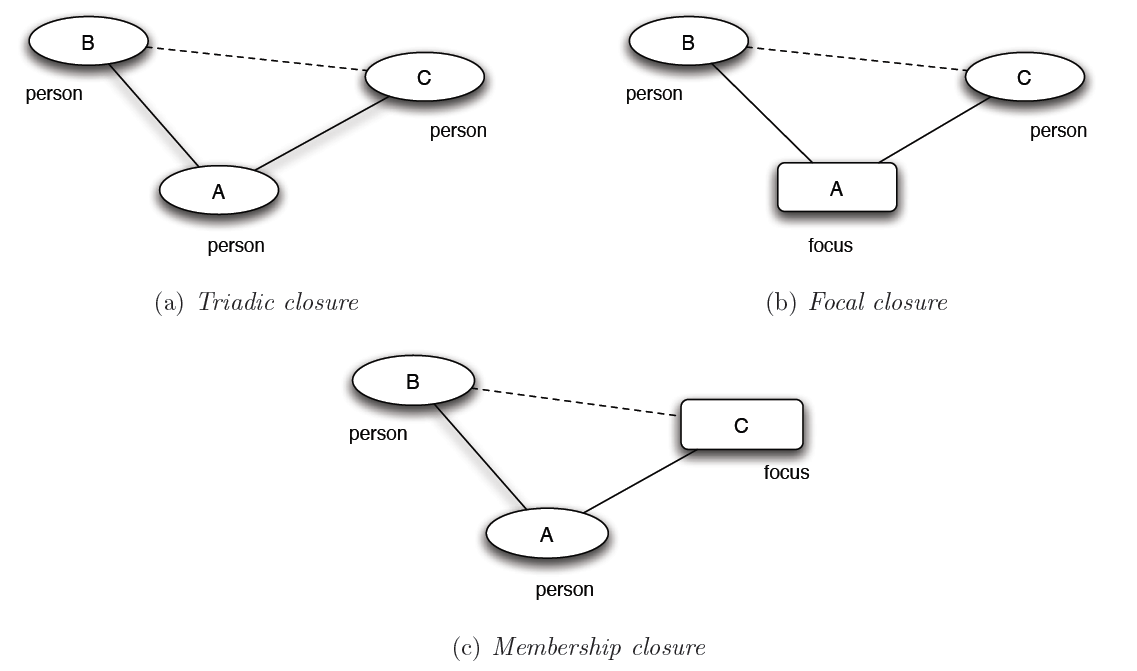 B
person
C
person
A
person
(a) Triadic closure
B
person
C
person
A
focus
(b) Focal closure
B
person
C
focus
A
person
(c) Membership closure